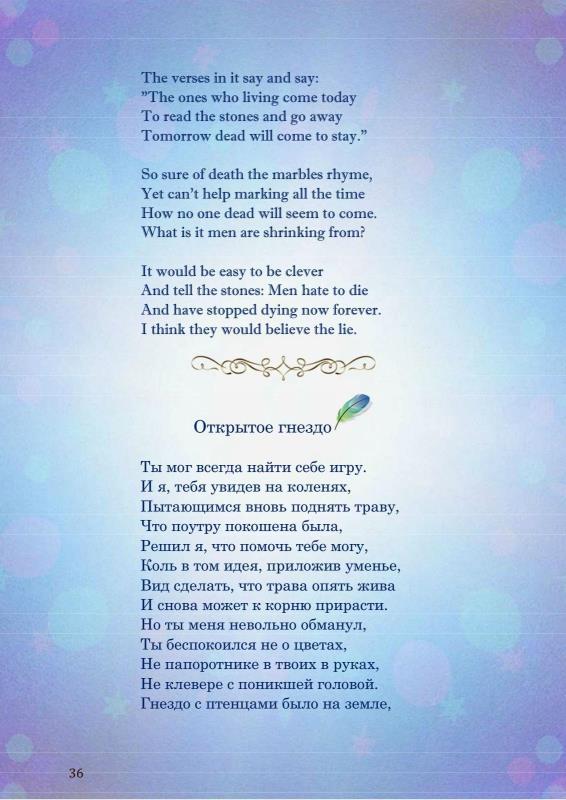 The verses in it say and say:
”The ones who living come today
To read the stones and go away
Tomorrow dead will come to stay.”
So sure of death the marbles rhyme,
Yet can’t help marking all the time
How no one dead will seem to come.
What is it men are shrinking from?
It would be easy to be clever
And tell the stones: Men hate to die
And have stopped dying now forever.
I think they would believe the lie.
Открытое гнездо
Ты мог всегда найти себе игру.
И я, тебя увидев на коленях,
Пытающимся вновь поднять траву,
Что поутру покошена была,
Решил я, что помочь тебе могу,
Коль в том идея, приложив уменье,
Вид сделать, что трава опять жива
И снова может к корню прирасти.
Но ты меня невольно обманул,
Ты беспокоился не о цветах,
Не папоротнике в твоих в руках,
Не клевере с поникшей головой.
Гнездо с птенцами было на земле,
36